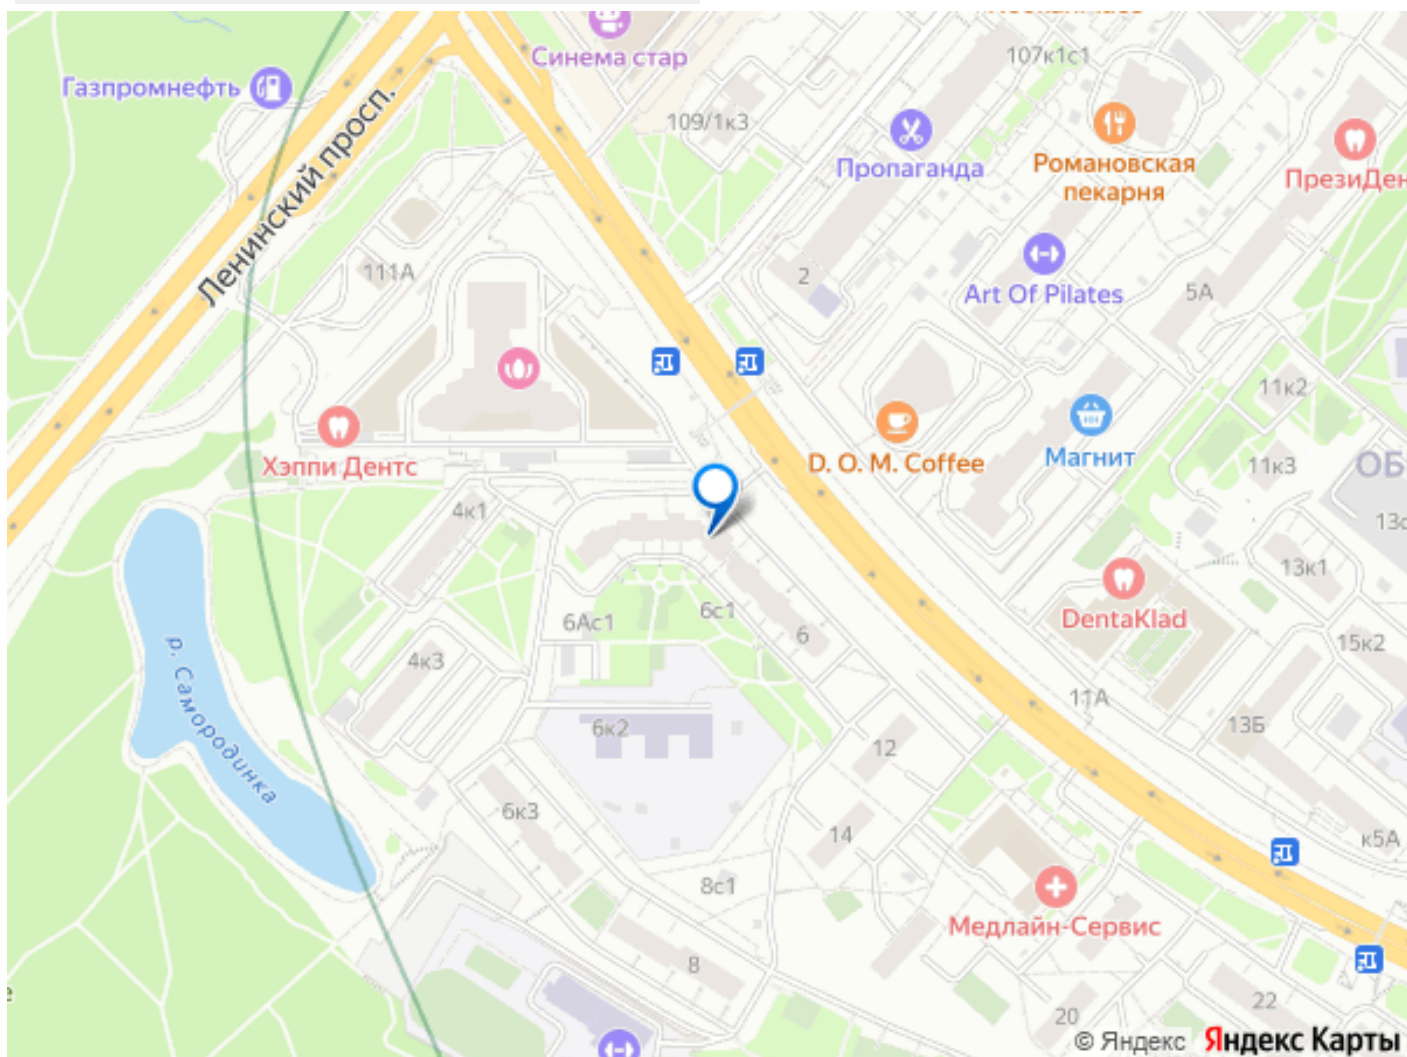 Синема стар
107к1с1
Газпромнефть
109/1к3
Пропаганда
Романовская
пекарня
ПрезиДен
Ленинский просп.
111А
2
Art Of Pilates
5А
11к2
Хэппи Дентс
D. O. M. Coffee
Магнит
11к3
ОБ
4к1
13к1
6Ас1
6с1
6
DentaKlad
15к2
4к3
р. Самородинка
11А
13Б
6к2
12
6к3
14
к5А
8с1
Медлайн-Сервис
8
20
22
© Яндекс Яндекс Карты